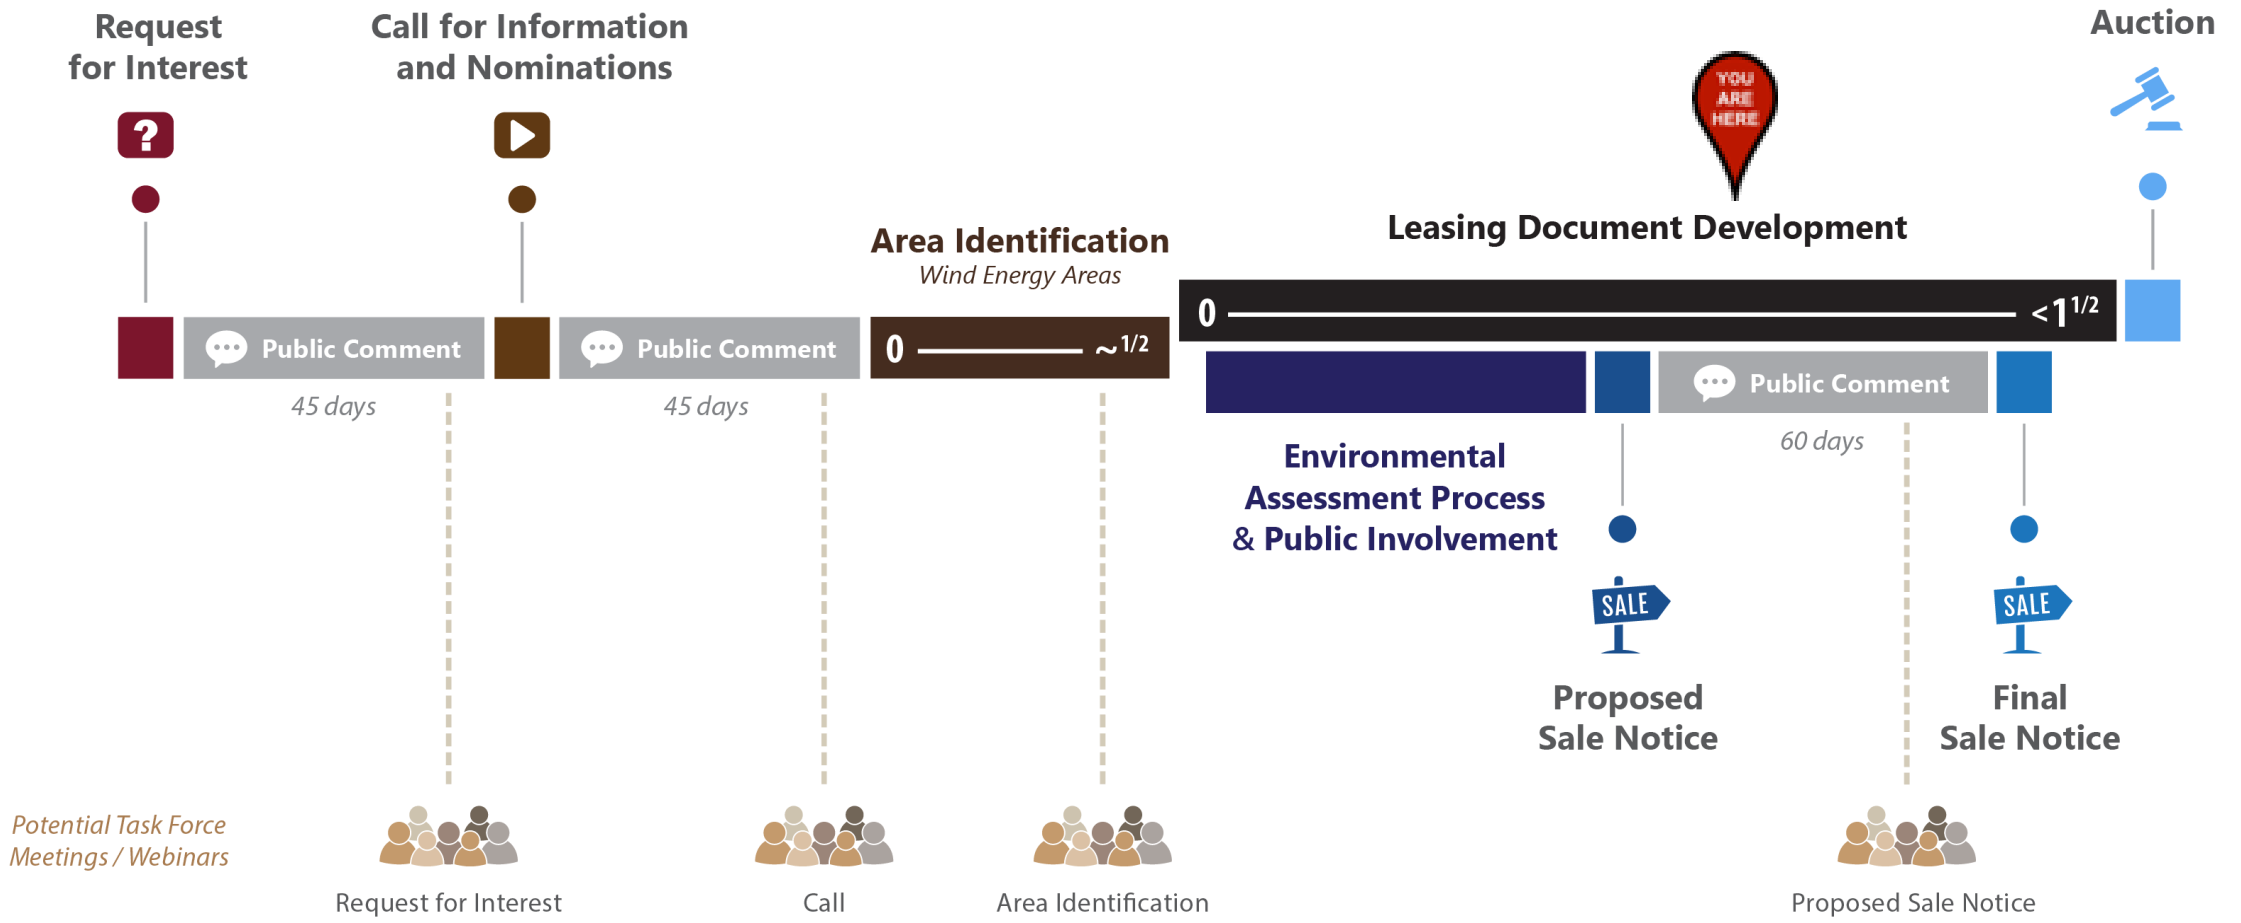 Request
for Interest
Call for Information
and Nominations
Auction
YOU
ARE
HERE
?
Area Identification
Wind Energy Areas
Leasing Document Development
0
<1 1/2
Public Comment
Public Comment
0
~1/2
Public Comment
45 days
45 days
60 days
Environmental
Assessment Process
& Public Involvement
SALE
SALE
Proposed
Sale Notice
Final
Sale Notice
Potential Task Force
Meetings / Webinars
Request for Interest
Call
Area Identification
Proposed Sale Notice